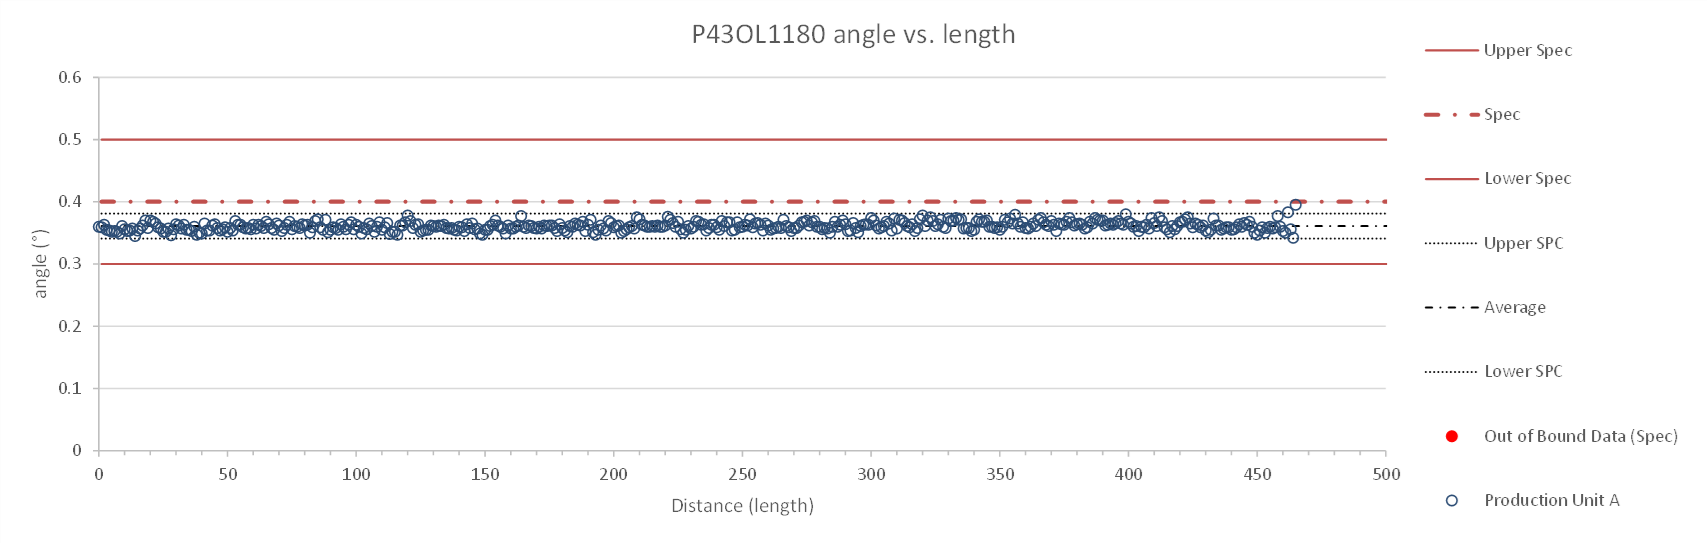 P43OL1180 angle vs. length
0.6
0.5
0.4
0.3
0.2
0.1
0
angle (°)
0 50 100 150 200 250 300 350 400 450 500
Distance (length)
Upper Spec
Spec
Lower Spec
Upper SPC
Average
Lower SPC
Out of Bound Data (Spec)
Production Unit A